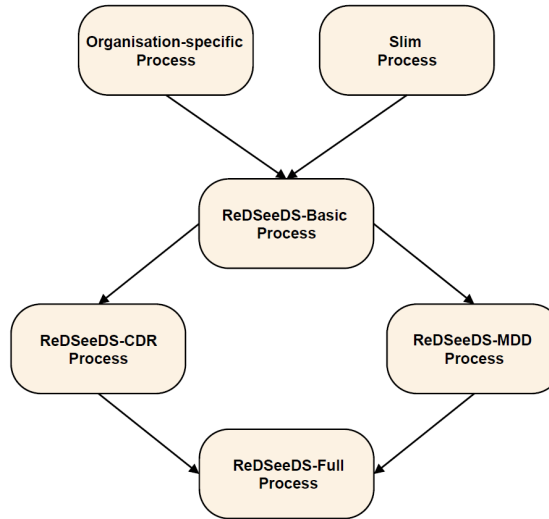 Organisation-specific
Process
Slim
Process
ReDSeeDS-Basic
Process
ReDSeeDS-CDR
Process
ReDSeeDS-MDD
Process
ReDSeeDS-Full
Process